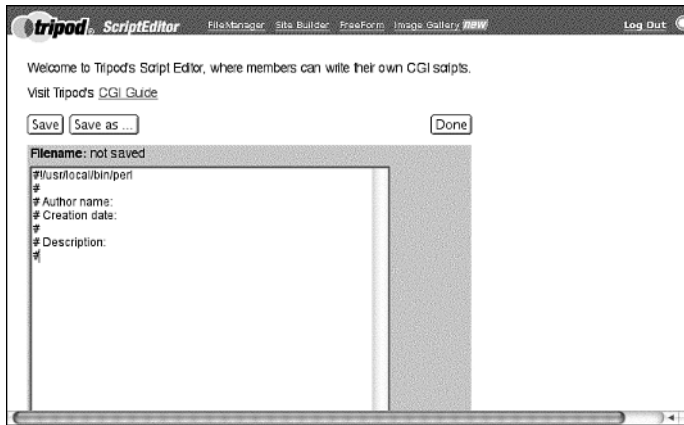 tripod® ScriptEditor FileManager Site Builder FreeForm Image Gallery new Log Out
Welcome to Tripod's Script Editor, where members can write their own CGI scripts.
Visit Tripod's CGI Guide
Save Save as ... Done
Filename: not saved
#!/usr/local/bin/perl
#
# Author name:
# Creation date:
#
# Description:
#